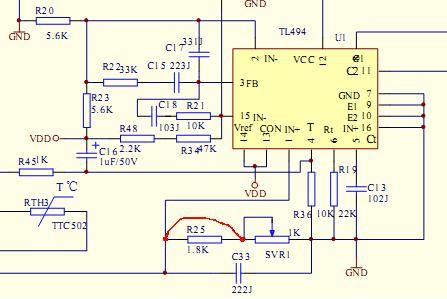 GND
R20
GND
5.6K
331J
TL494
U1
C17
2 IN-
VCC
C1
8
R22
33K
C15 223J
C2 11
12
3 FB
R23
5.6K
GND 7
C18
R21
E1 9
103J
10K
15 IN-
E2 10
VDD
R48
Vref CON IN+ T Rt IN+ 16
Ct
2.2K
R34
47K
14 13 1 4 6 5
C16
1uF/50V
R45
1K
VDD
R19
T ℃
C13
102J
RTH3
TTC502
R36 10K 22K
R25
1K
1.8K
SVR1
C33
GND
222J